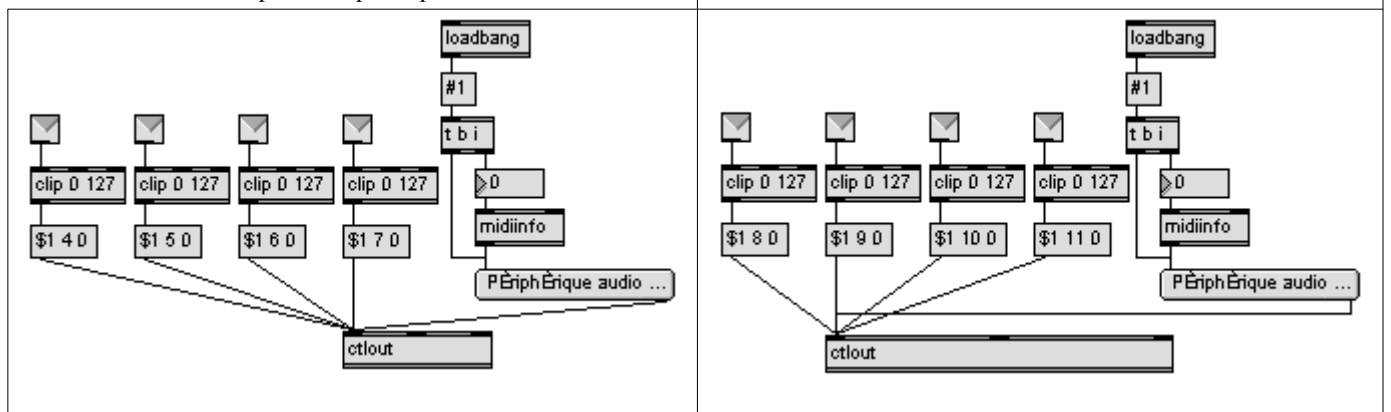 loadbang
#1
t b i
clip 0 127 clip 0 127 clip 0 127 clip 0 127
0
$1 4 0 $1 5 0 $1 6 0 $1 7 0
midiinfo
PÈriphÈrique audio ...
ctlout
loadbang
#1
t b i
clip 0 127 clip 0 127 clip 0 127 clip 0 127
0
$1 8 0 $1 9 0 $1 10 0 $1 11 0
midiinfo
PÈriphÈrique audio ...
ctlout